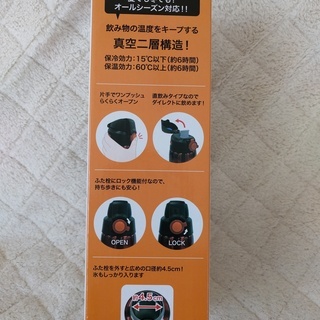 オールシーズン対応!!
飲み物の温度をキープする
真空二層構造!
保冷効力:15℃以下(約6時間)
保温効力:60℃以上(約6時間)
片手でワンプッシュ
らくらくオープン
直飲みタイプなので
ダイレクトに飲めます!
ふた栓にロック機能付なので、
持ち歩きにも安心!
OPEN
LOCK
ふた栓を外すと広めの口径約4.5cm!
氷もしっかり入ります
約4.5cm